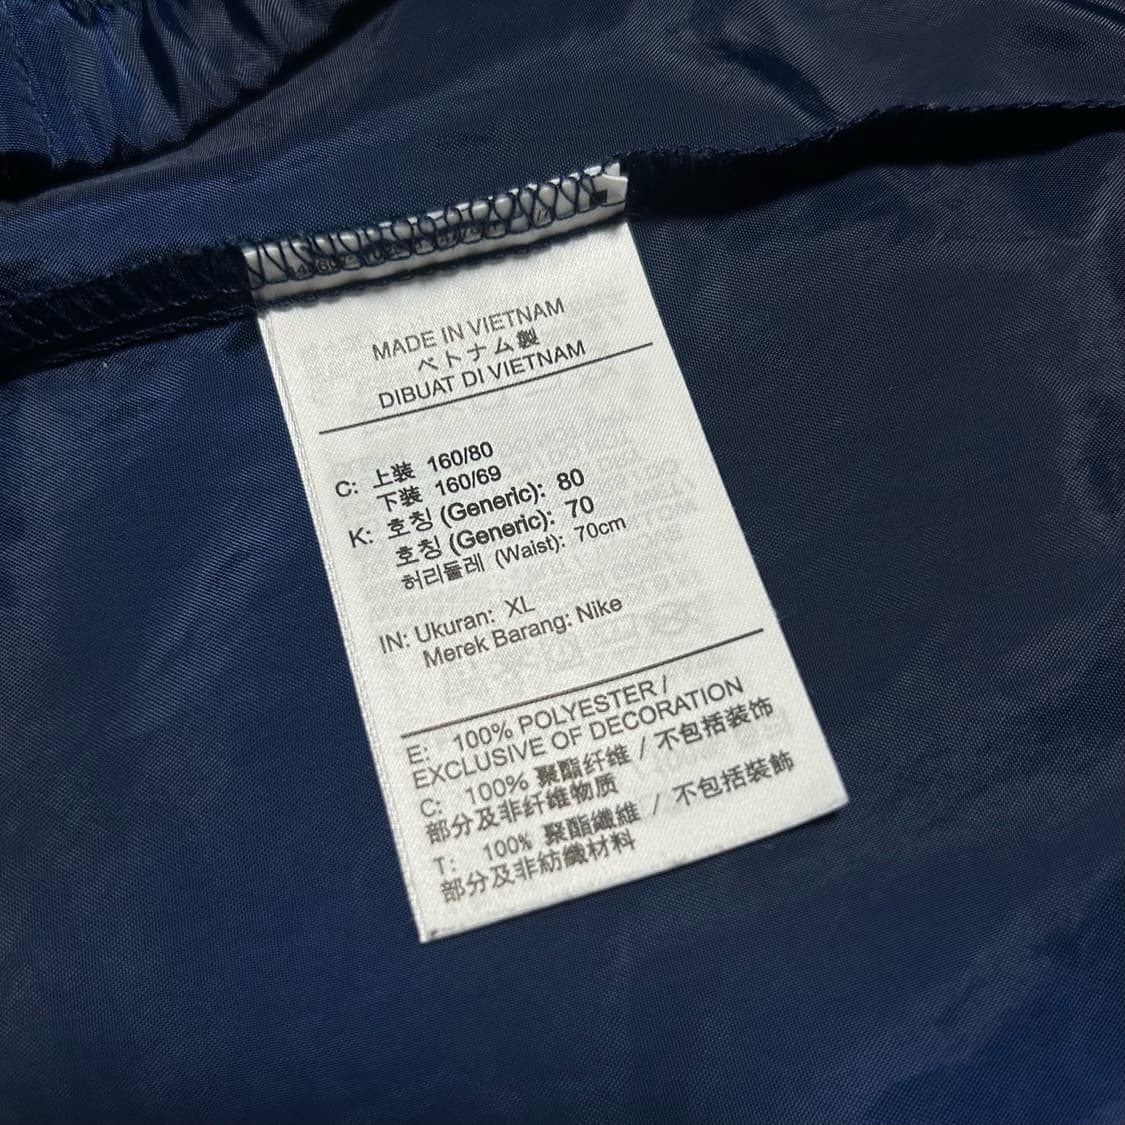 MADE IN VIETNAM
ベトナム製
DIBUAT DI VIETNAM
C: 上装 160/80
下装 160/69
K: 호칭 (Generic): 80
호칭 (Generic): 70
허리둘레 (Waist): 70cm
IN: Ukuran: XL
Merek Barang: Nike
E: 100% POLYESTER /
EXCLUSIVE OF DECORATION
C: 100% 聚酯纤维 / 不包括装饰
部分及非纤维物质
T: 100% 聚酯纖維 / 不包括裝飾
部分及非紡織材料